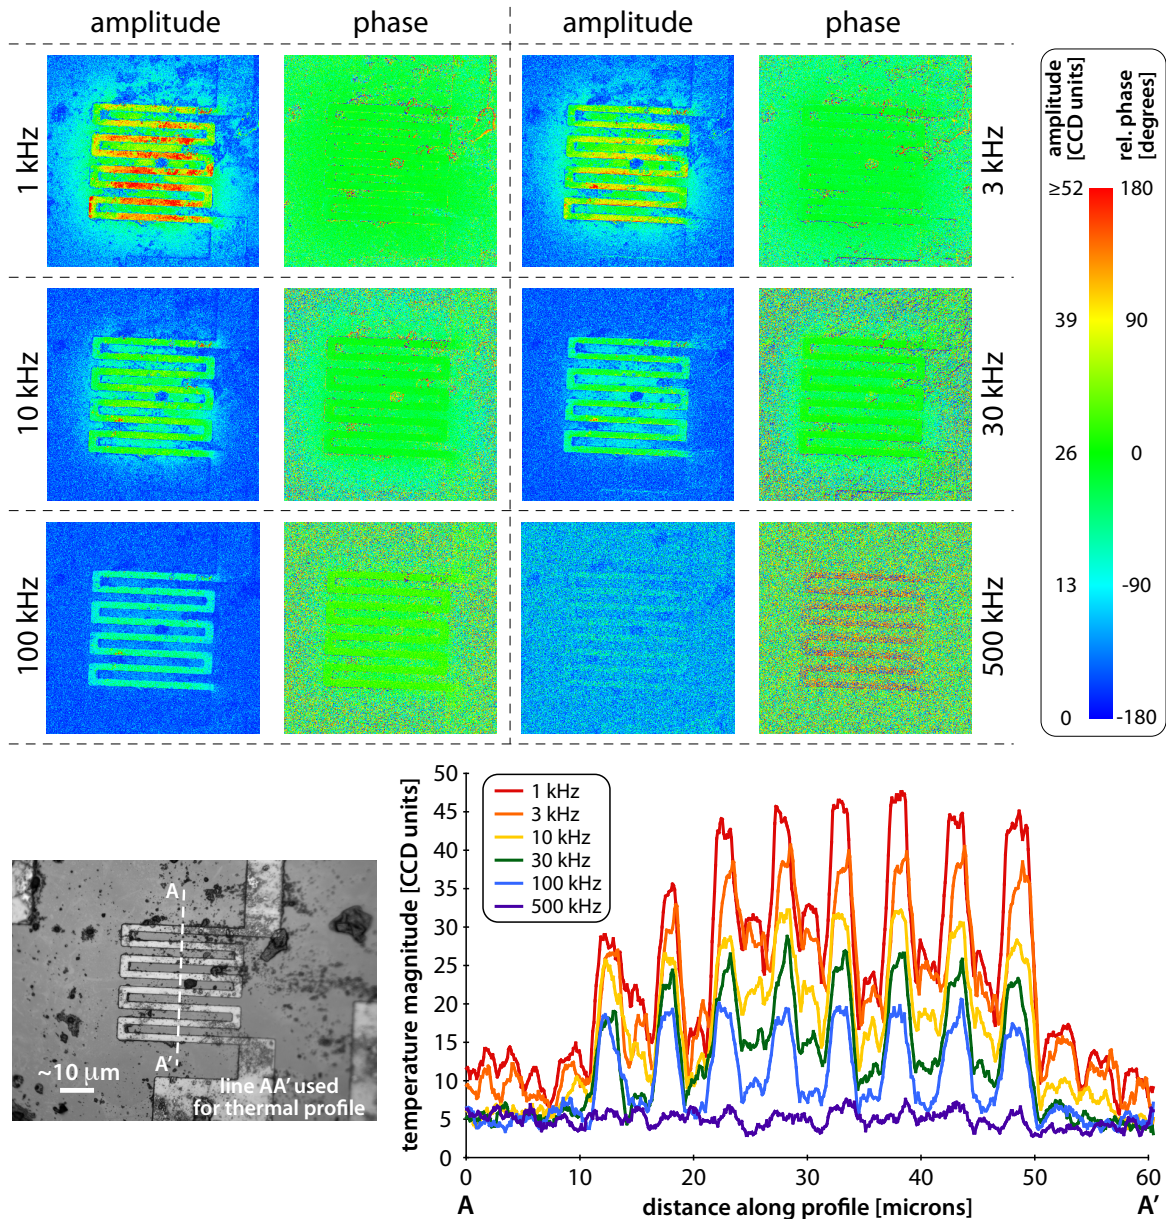 amplitude phase amplitude phase
1 kHz
3 kHz
10 kHz
30 kHz
100 kHz
500 kHz
amplitude
[CCD units]
rel. phase
[degrees]
≥52 180
39 90
26 0
13 -90
0 -180
A
A'
~10 μm
line AA' used
for thermal profile
temperature magnitude [CCD units]
50
45
40
35
30
25
20
15
10
5
0
1 kHz
3 kHz
10 kHz
30 kHz
100 kHz
500 kHz
0 10 20 30 40 50 60
A distance along profile [microns] A'